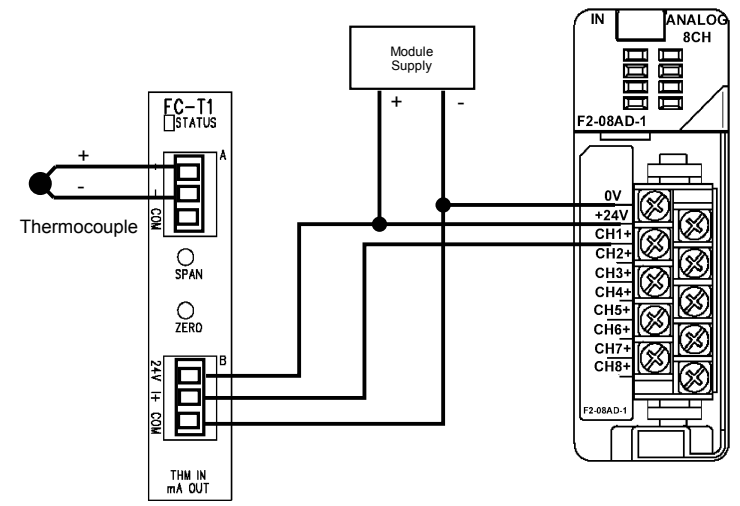 Module
Supply
+
-
FC-T1
STATUS
A
+
-
COM
+
-
Thermocouple
SPAN
ZERO
B
24V
I+
COM
THM IN
mA OUT
IN
ANALOG
8CH
F2-08AD-1
0V
+24V
CH1+
CH2+
CH3+
CH4+
CH5+
CH6+
CH7+
CH8+
F2-08AD-1